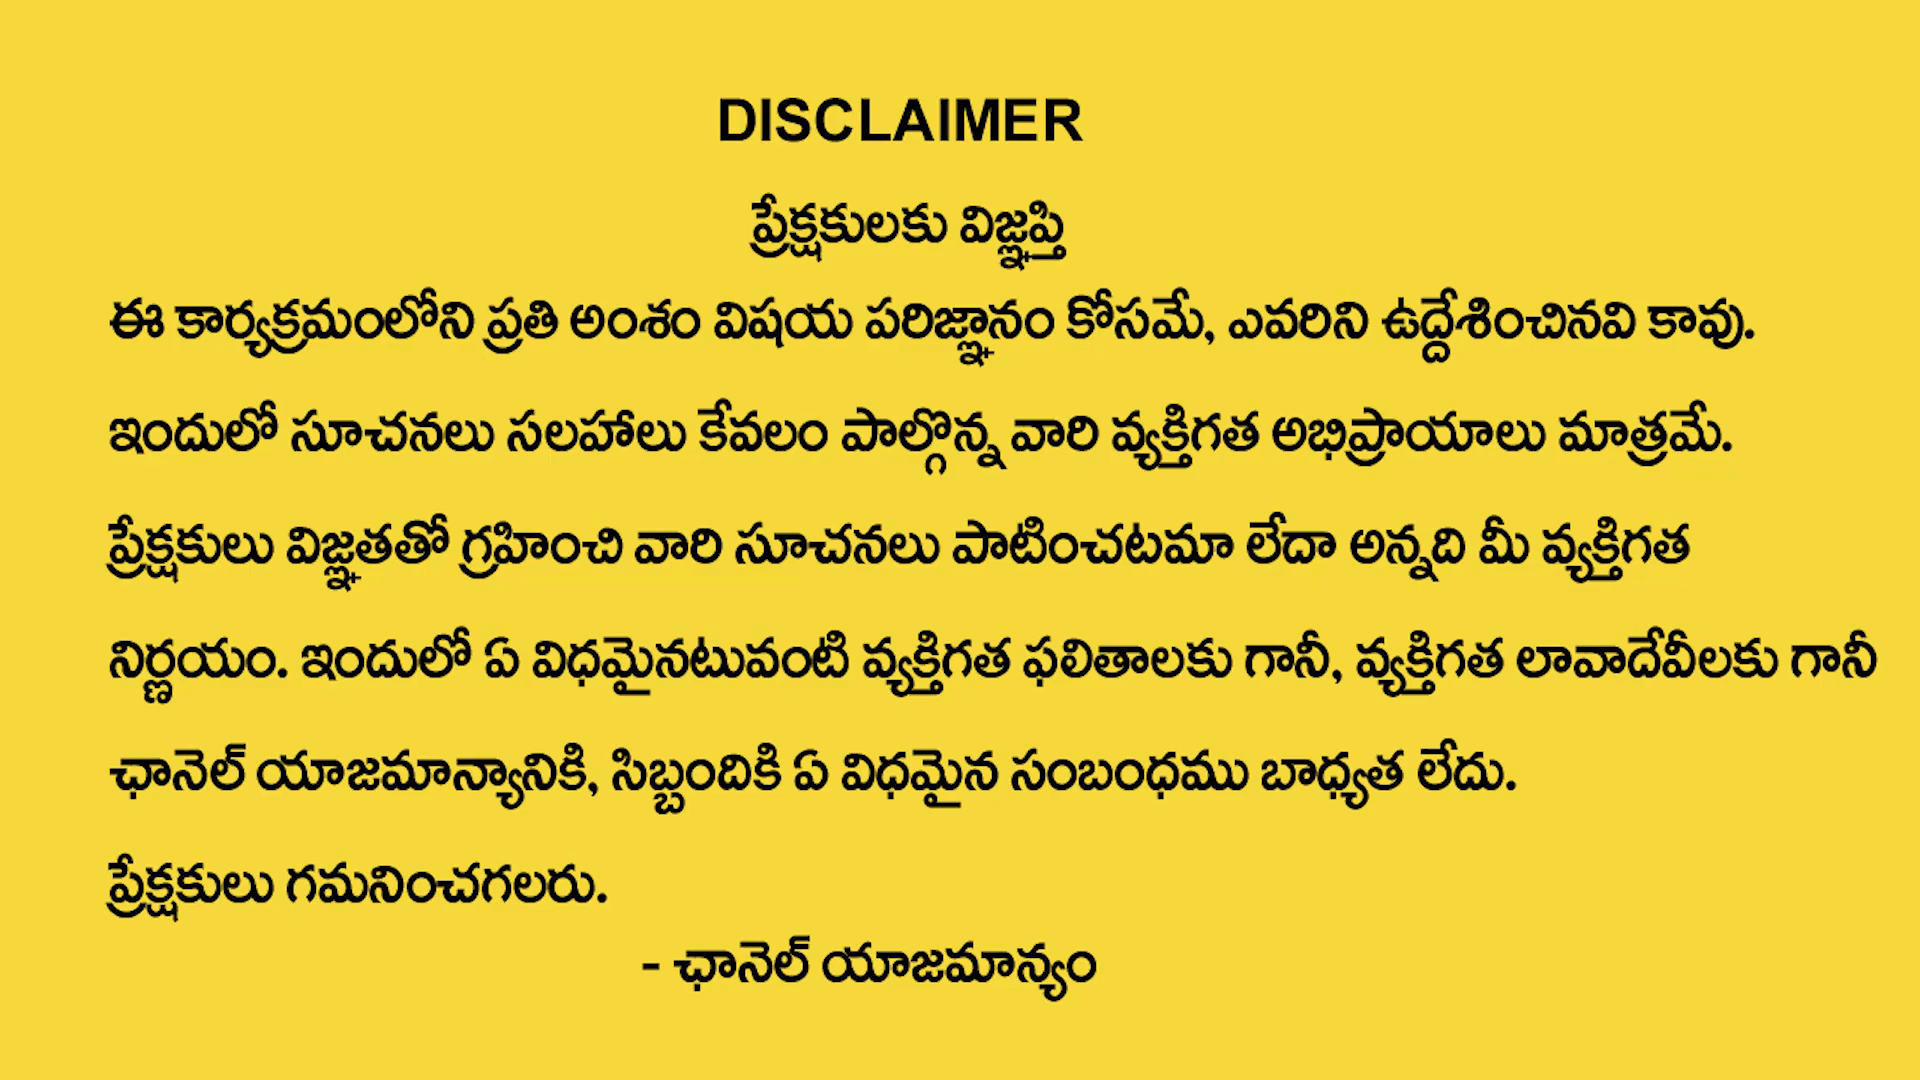 DISCLAIMER
ప్రేక్షకులకు విజ్ఞప్తి
ఈ కార్యక్రమంలోని ప్రతి అంశం విషయ పరిజ్ఞానం కోసమే, ఎవరిని ఉద్దేశించినవి కావు.
ఇందులో సూచనలు సలహాలు కేవలం పాల్గొన్న వారి వ్యక్తిగత అభిప్రాయాలు మాత్రమే.
ప్రేక్షకులు విజ్ఞతతో గ్రహించి వారి సూచనలు పాటించటమా లేదా అన్నది మీ వ్యక్తిగత
నిర్ణయం. ఇందులో ఏ విధమైనటువంటి వ్యక్తిగత ఫలితాలకు గానీ, వ్యక్తిగత లావాదేవీలకు గానీ
ఛానెల్ యాజమాన్యానికి, సిబ్బందికి ఏ విధమైన సంబంధము బాధ్యత లేదు.
ప్రేక్షకులు గమనించగలరు.
- ఛానెల్ యాజమాన్యం